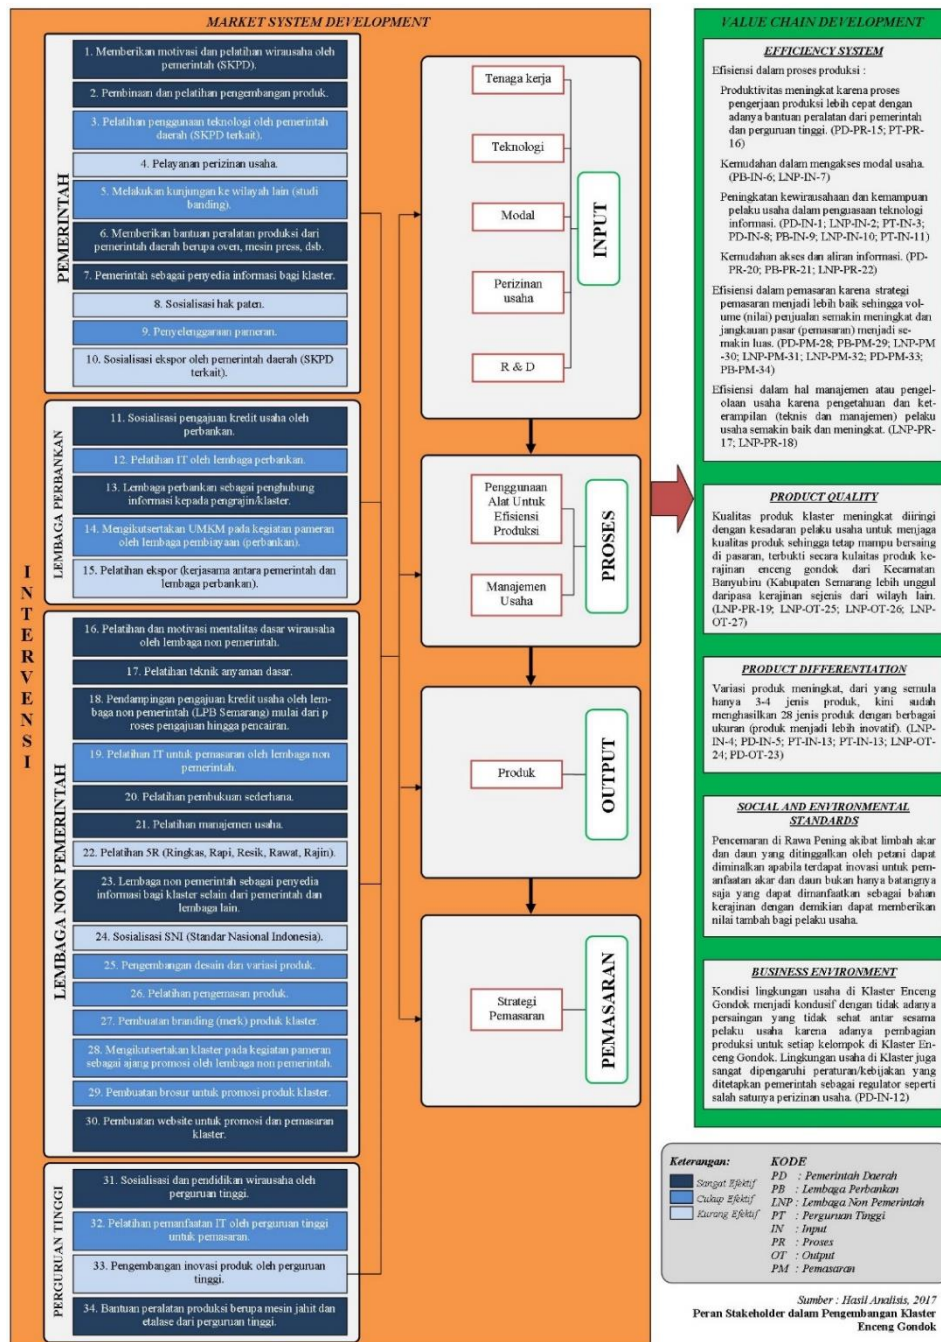 MARKET SYSTEM DEVELOPMENT
INTERVENSI
PEMERINTAH
1. Memberikan motivasi dan pelatihan wirausaha oleh
pemerintah (SKPD).
2. Pembinaan dan pelatihan pengembangan produk.
3. Pelatihan penggunaan teknologi oleh pemerintah
daerah (SKPD terkait).
4. Pelayanan perizinan usaha.
5. Melakukan kunjungan ke wilayah lain (studi
banding).
6. Memberikan bantuan peralatan produksi dari
pemerintah daerah berupa oven, mesin press, dsb.
7. Pemerintah sebagai penyedia informasi bagi klaster.
8. Sosialisasi hak paten.
9. Penyelenggaraan pameran.
10. Sosialisasi ekspor oleh pemerintah daerah (SKPD
terkait).
LEMBAGA PERBANKAN
11. Sosialisasi pengajuan kredit usaha oleh
perbankan.
12. Pelatihan IT oleh lembaga perbankan.
13. Lembaga perbankan sebagai penghubung
informasi kepada pengrajin/klaster.
14. Mengikutsertakan UMKM pada kegiatan pameran
oleh lembaga pembiayaan (perbankan).
15. Pelatihan ekspor (kerjasama antara pemerintah dan
lembaga perbankan).
LEMBAGA NON PEMERINTAH
16. Pelatihan dan motivasi mentalitas dasar wirausaha
oleh lembaga non pemerintah.
17. Pelatihan teknik anyaman dasar.
18. Pendampingan pengajuan kredit usaha oleh lem-
baga non pemerintah (LPB Semarang) mulai dari p
roses pengajuan hingga pencairan.
19. Pelatihan IT untuk pemasaran oleh lembaga non
pemerintah.
20. Pelatihan pembukuan sederhana.
21. Pelatihan manajemen usaha.
22. Pelatihan 5R (Ringkas, Rapi, Resik, Rawat, Rajin).
23. Lembaga non pemerintah sebagai penyedia
informasi bagi klaster selain dari pemerintah dan
lembaga lain.
24. Sosialisasi SNI (Standar Nasional Indonesia).
25. Pengembangan desain dan variasi produk.
26. Pelatihan pengemasan produk.
27. Pembuatan branding (merk) produk klaster.
28. Mengikutsertakan klaster pada kegiatan pameran
sebagai ajang promosi oleh lembaga non pemerintah.
29. Pembuatan brosur untuk promosi produk klaster.
30. Pembuatan website untuk promosi dan pemasaran
klaster.
PERGURUAN TINGGI
31. Sosialisasi dan pendidikan wirausaha oleh
perguruan tinggi.
32. Pelatihan pemanfaatan IT oleh perguruan tinggi
untuk pemasaran.
33. Pengembangan inovasi produk oleh perguruan
tinggi.
34. Bantuan peralatan produksi berupa mesin jahit dan
etalase dari perguruan tinggi.
Tenaga kerja
Teknologi
Modal
Perizinan
usaha
R & D
INPUT
Penggunaan
Alat Untuk
Efisiensi
Produksi
Manajemen
Usaha
PROSES
Produk
OUTPUT
Strategi
Pemasaran
PEMASARAN
VALUE CHAIN DEVELOPMENT
EFFICIENCY SYSTEM
Efisiensi dalam proses produksi :
Produktivitas meningkat karena proses
pengerjaan produksi lebih cepat dengan
adanya bantuan peralatan dari pemerintah
dan perguruan tinggi. (PD-PR-15; PT-PR-
16)
Kemudahan dalam mengakses modal usaha.
(PB-IN-6; LNP-IN-7)
Peningkatan kewirausahaan dan kemampuan
pelaku usaha dalam penguasaan teknologi
informasi. (PD-IN-1; LNP-IN-2; PT-IN-3;
PD-IN-8; PB-IN-9; LNP-IN-10; PT-IN-11)
Kemudahan akses dan aliran informasi. (PD-
PR-20; PB-PR-21; LNP-PR-22)
Efisiensi dalam pemasaran karena strategi
pemasaran menjadi lebih baik sehingga vol-
ume (nilai) penjualan semakin meningkat dan
jangkauan pasar (pemasaran) menjadi se-
makin luas. (PD-PM-28; PB-PM-29; LNP-PM
-30; LNP-PM-31; LNP-PM-32; PD-PM-33;
PB-PM-34)
Efisiensi dalam hal manajemen atau pengel-
olaan usaha karena pengetahuan dan ket-
erampilan (teknis dan manajemen) pelaku
usaha semakin baik dan meningkat. (LNP-PR-
17; LNP-PR-18)
PRODUCT QUALITY
Kualitas produk klaster meningkat diiringi
dengan kesadaran pelaku usaha untuk menjaga
kualitas produk sehingga tetap mampu bersaing
di pasaran, terbukti secara kulaitas produk ke-
rajinan enceng gondok dari Kecamatan
Banyubiru (Kabupaten Semarang lebih unggul
daripasa kerajinan sejenis dari wilayh lain.
(LNP-PR-19; LNP-OT-25; LNP-OT-26; LNP-
OT-27)
PRODUCT DIFFERENTIATION
Variasi produk meningkat, dari yang semula
hanya 3-4 jenis produk, kini sudah
menghasilkan 28 jenis produk dengan berbagai
ukuran (produk menjadi lebih inovatif). (LNP-
IN-4; PD-IN-5; PT-IN-13; PT-IN-13; LNP-OT-
24; PD-OT-23)
SOCIAL AND ENVIRONMENTAL
STANDARDS
Pencemaran di Rawa Pening akibat limbah akar
dan daun yang ditinggalkan oleh petani dapat
diminalkan apabila terdapat inovasi untuk pem-
anfaatan akar dan daun bukan hanya batangnya
saja yang dapat dimanfaatkan sebagai bahan
kerajinan dengan demikian dapat memberikan
nilai tambah bagi pelaku usaha.
BUSINESS ENVIRONMENT
Kondisi lingkungan usaha di Klaster Enceng
Gondok menjadi kondusif dengan tidak adanya
persaingan yang tidak sehat antar sesama
pelaku usaha karena adanya pembagian
produksi untuk setiap kelompok di Klaster En-
ceng Gondok. Lingkungan usaha di Klaster juga
sangat dipengaruhi peraturan/kebijakan yang
ditetapkan pemerintah sebagai regulator seperti
salah satunya perizinan usaha. (PD-IN-12)
Keterangan:
Sangat Efektif
Cukup Efektif
Kurang Efektif
KODE
PD : Pemerintah Daerah
PB : Lembaga Perbankan
LNP : Lembaga Non Pemerintah
PT : Perguruan Tinggi
IN : Input
PR : Proses
OT : Output
PM : Pemasaran
Sumber : Hasil Analisis, 2017
Peran Stakeholder dalam Pengembangan Klaster
Enceng Gondok